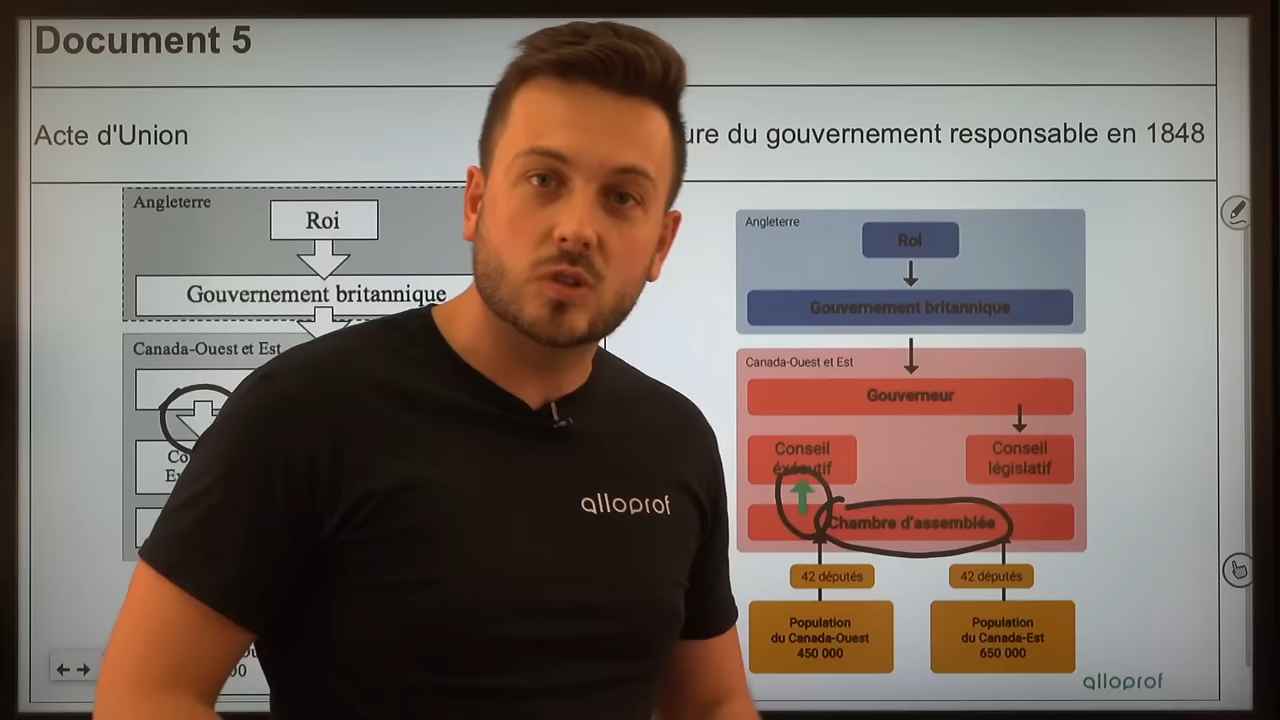 Document 5
Acte d'Union
du gouvernement responsable en 1848
Angleterre
Roi
Gouvernement britannique
Canada-Ouest et Est
alloprof
Angleterre
Roi
Gouvernement britannique
Canada-Ouest et Est
Gouverneur
Conseil
exécutif
Conseil
législatif
Chambre d'assemblée
42 députés
42 députés
Population
du Canada-Ouest
450 000
Population
du Canada-Est
650 000
alloprof